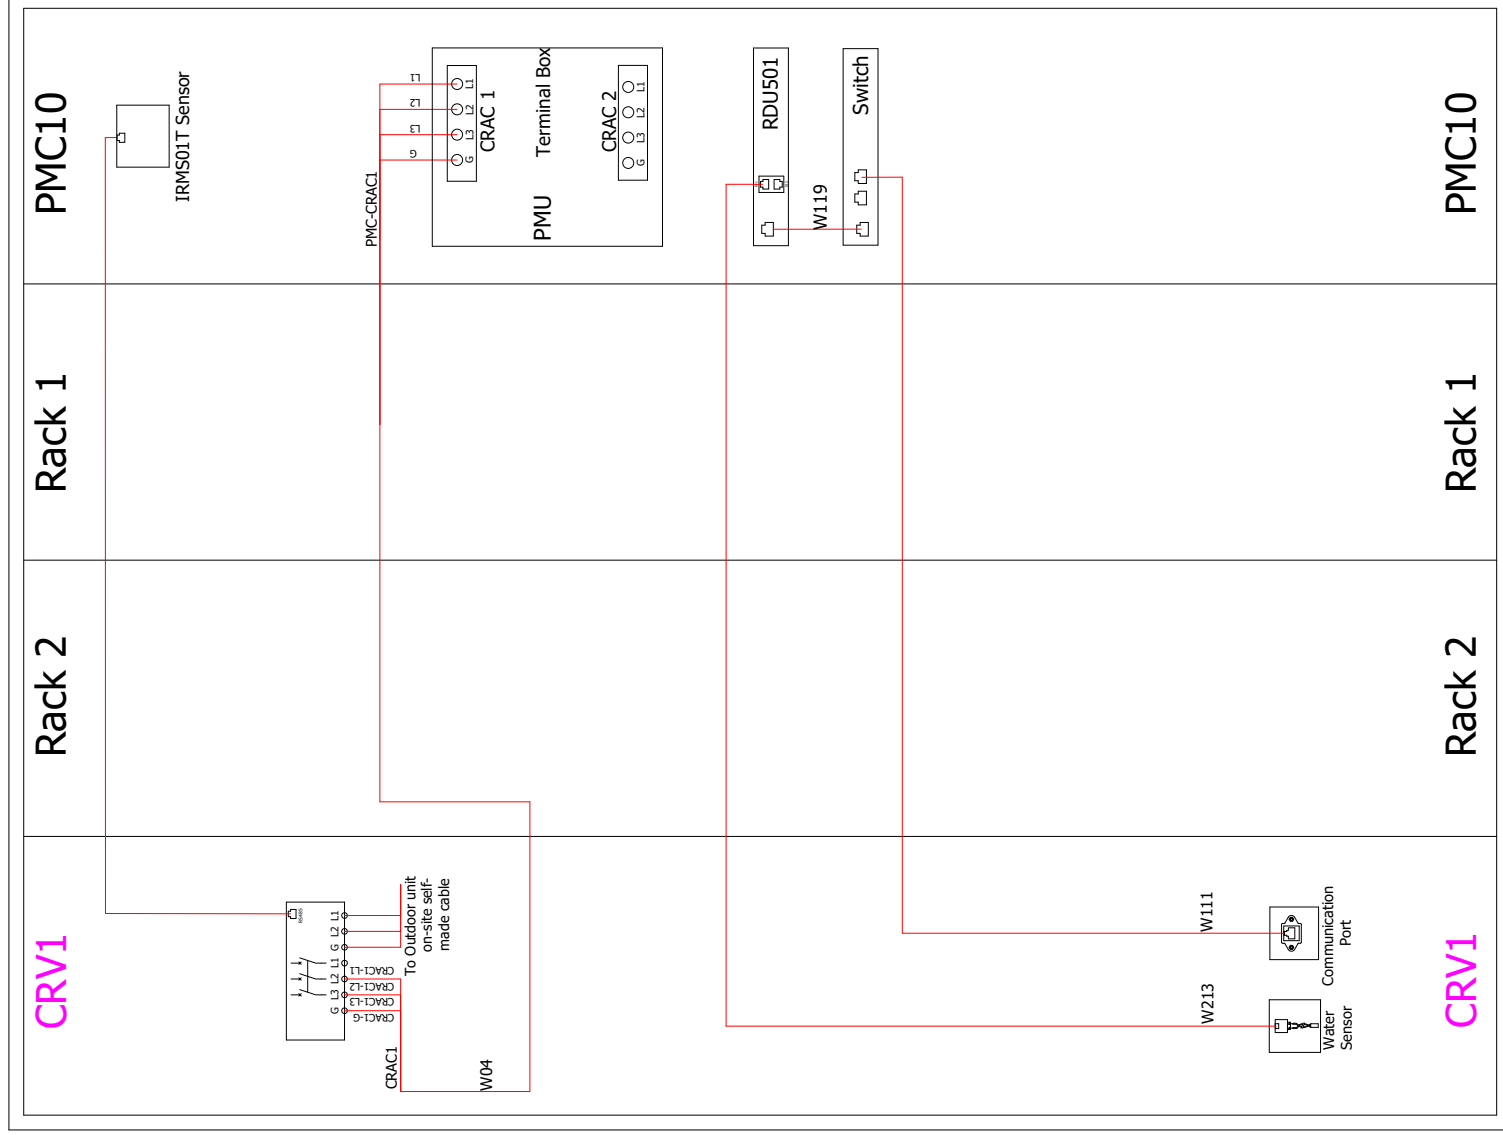 PMC10
IRMS01T Sensor
L1
L2
L3
G
PMC-CRAC1
L1
L2
L3
G
CRAC 1
Terminal Box
PMU
CRAC 2
L1
L2
L3
G
RDU501
W119
Switch
PMC10
Rack 1
Rack 1
Rack 2
Rack 2
CRV1
RS485
L1
L2
G
L1
L2
L3
G
To Outdoor unit
on-site self-
made cable
CRAC1-L1
CRAC1-L2
CRAC1-L3
CRAC1-G
CRAC1
W04
W111
Communication
Port
W213
Water
Sensor
CRV1